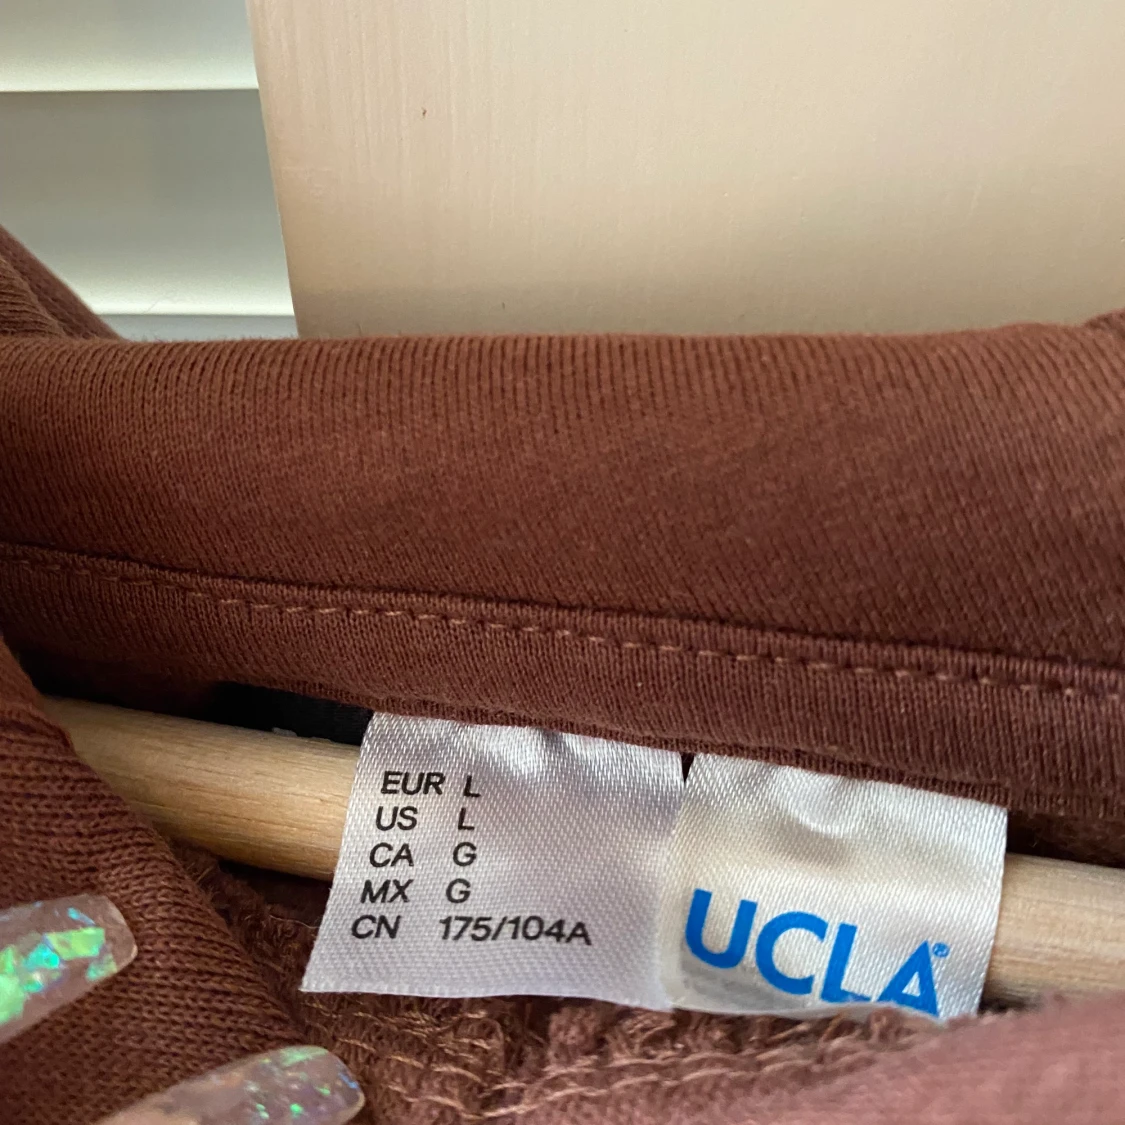 EUR L
US L
CA G
MX G
CN 175/104A
UCLA®